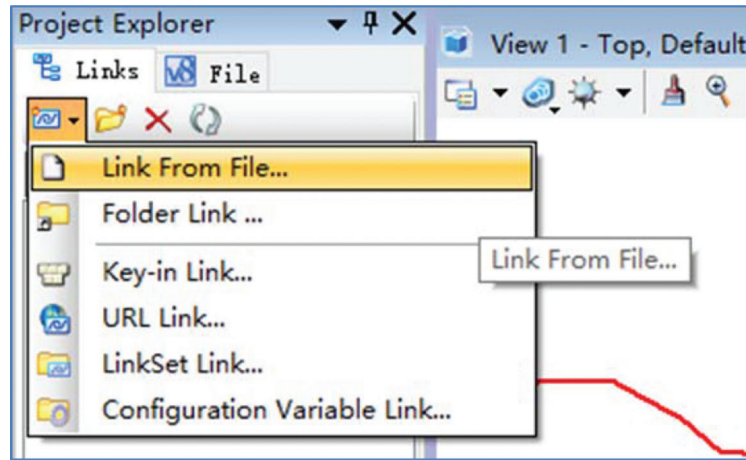 Project Explorer
View 1 - Top, Default
Links
V8 File
Link From File...
Folder Link ...
Link From File...
Key-in Link...
URL Link...
LinkSet Link...
Configuration Variable Link...